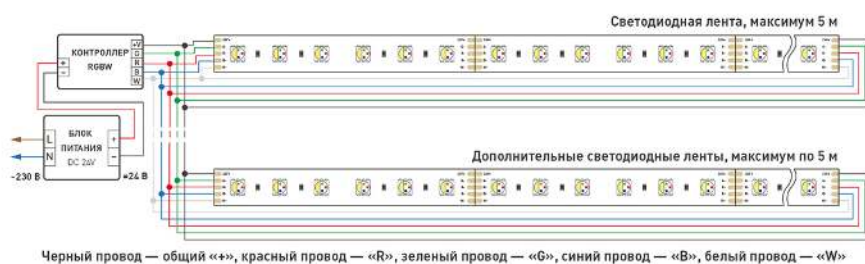 Светодиодная лента, максимум 5 м
КОНТРОЛЛЕР
RGBW
+V
G
R
B
W
+
−
L
N
БЛОК
ПИТАНИЯ
DC 24V
+
−
~230 В
=24 В
Дополнительные светодиодные ленты, максимум по 5 м
Черный провод — общий «+», красный провод — «R», зеленый провод — «G», синий провод — «B», белый провод — «W»